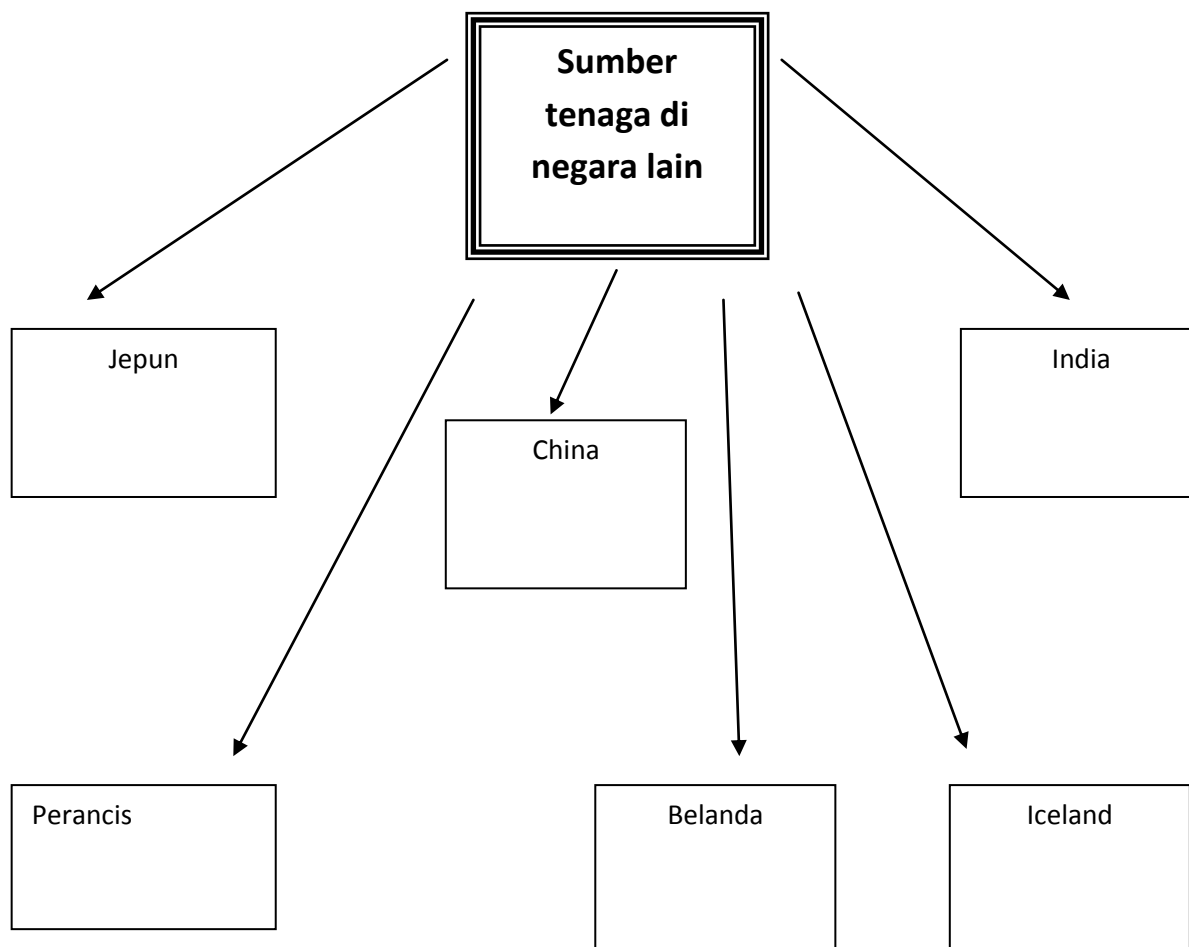 Sumber
tenaga di
negara lain
Jepun
India
China
Perancis
Belanda
Iceland